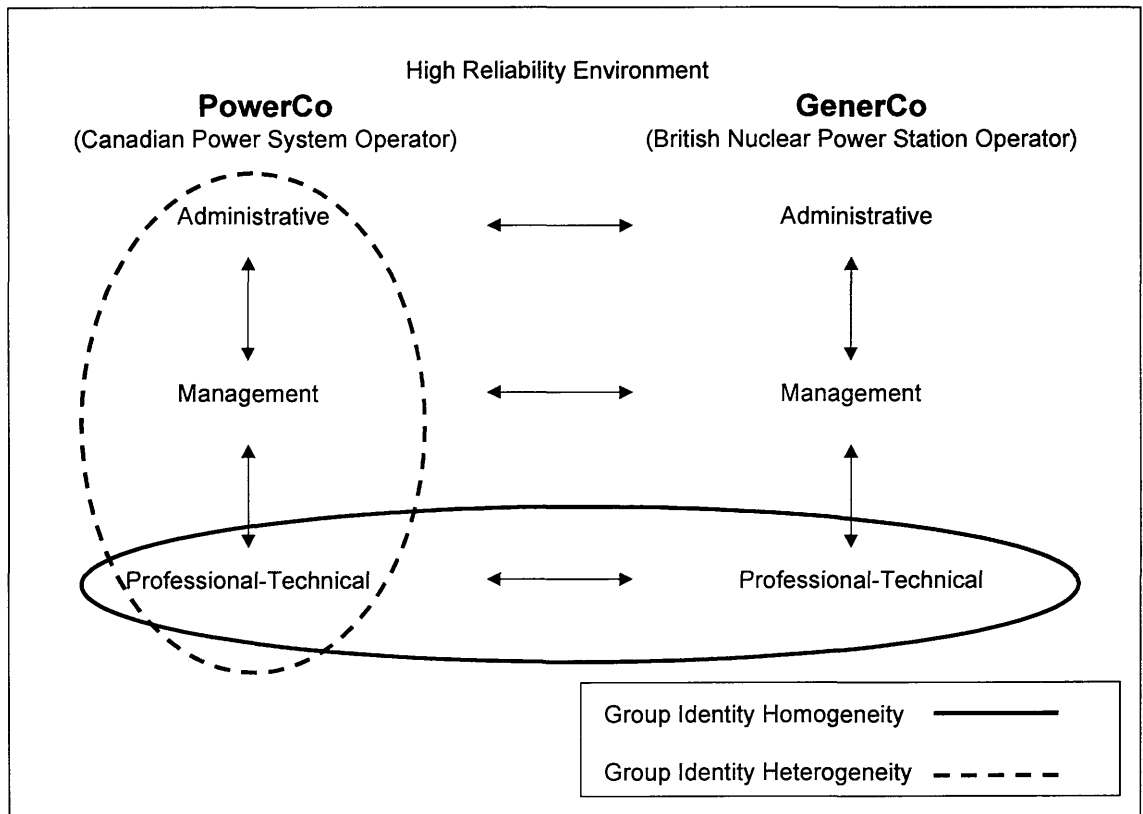 High Reliability Environment
PowerCo
(Canadian Power System Operator)
GenerCo
(British Nuclear Power Station Operator)
Administrative
Administrative
Management
Management
Professional-Technical
Professional-Technical
Group Identity Homogeneity
Group Identity Heterogeneity